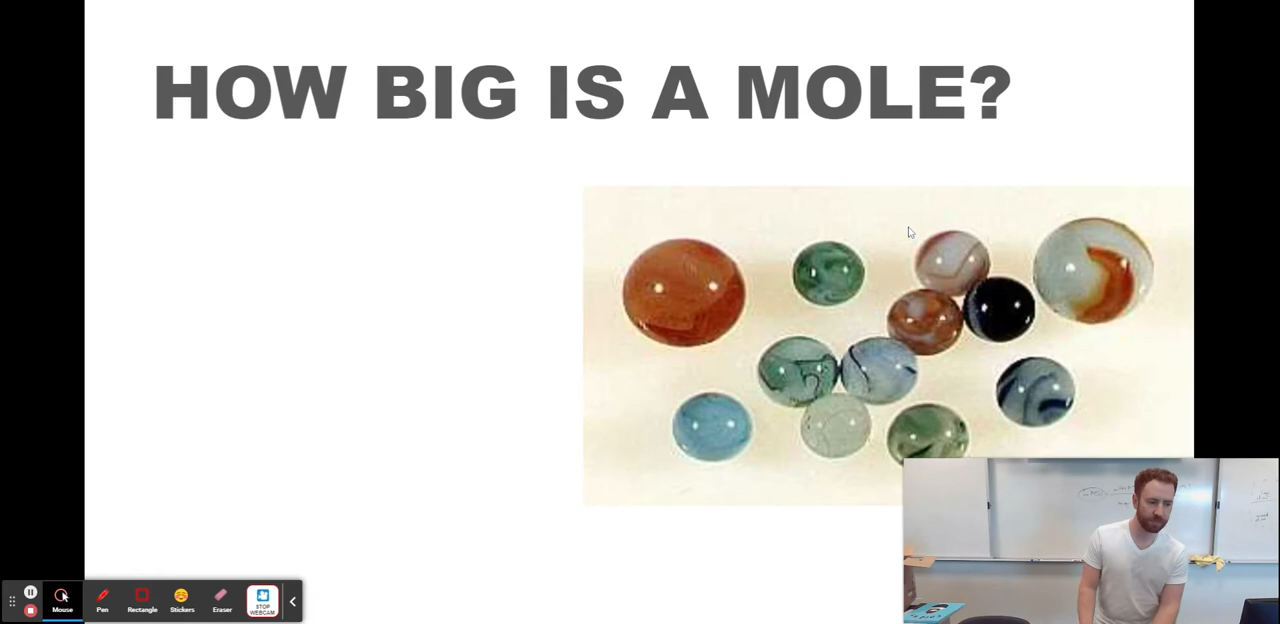 HOW BIG IS A MOLE?
Mouse
Pen
Rectangle
Stickers
Eraser
STOP
WEBCAM